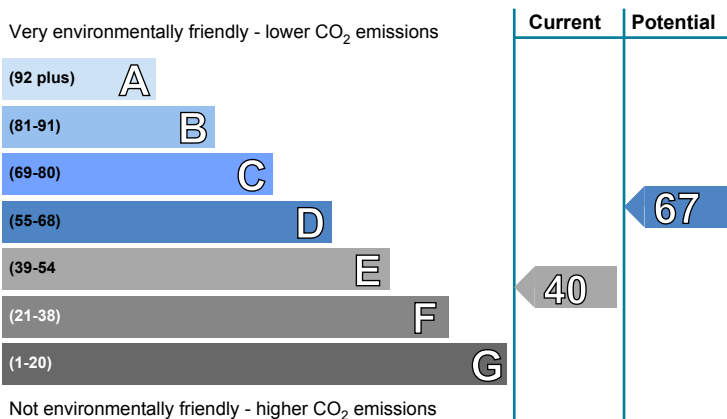 Very environmentally friendly - lower CO2 emissions
Current
Potential
(92 plus) A
(81-91) B
(69-80) C
(55-68) D
67
(39-54 E
40
(21-38) F
(1-20) G
Not environmentally friendly - higher CO2 emissions